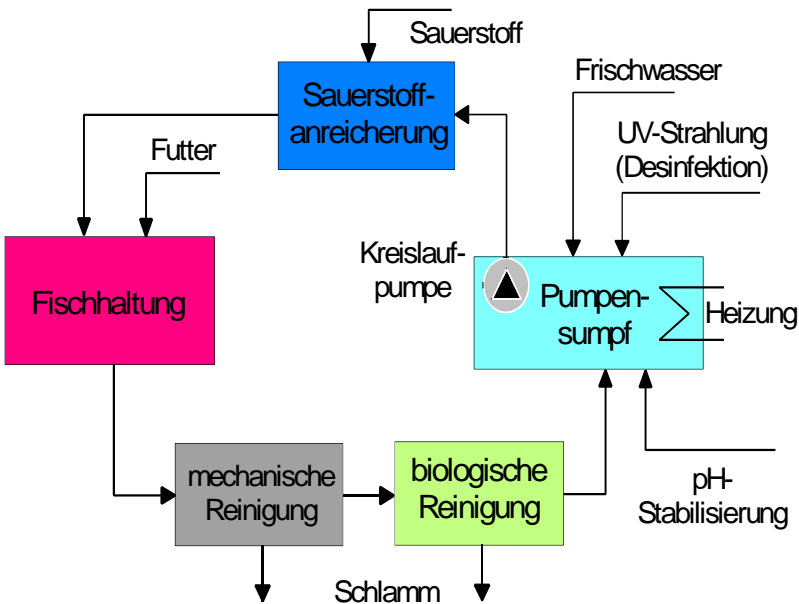 Sauerstoff
Sauerstoff-
anreicherung
Frischwasser
UV-Strahlung
(Desinfektion)
Futter
Kreislauf-
pumpe
Fischhaltung
Pumpen-
sumpf
Heizung
mechanische
Reinigung
biologische
Reinigung
pH-
Stabilisierung
Schlamm